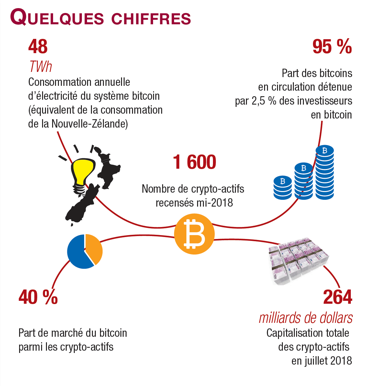 QUELQUES CHIFFRES
48
TWh
Consommation annuelle
d'électricité du système bitcoin
(équivalent de la consommation
de la Nouvelle-Zélande)
95 %
Part des bitcoins
en circulation détenue
par 2,5 % des investisseurs
en bitcoin
1 600
Nombre de crypto-actifs
recensés mi-2018
40 %
Part de marché du bitcoin
parmi les crypto-actifs
264
milliards de dollars
Capitalisation totale
des crypto-actifs
en juillet 2018